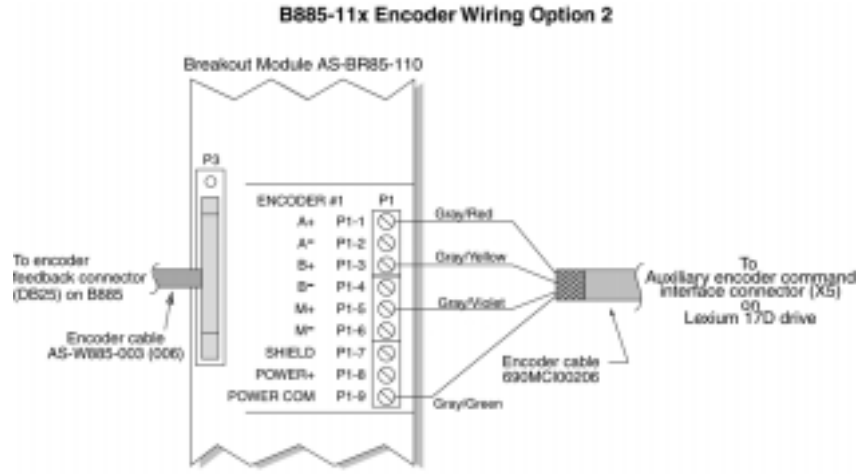 B885-11x Encoder Wiring Option 2
Breakout Module AS-BR85-110
P3
ENCODER #1 P1
A+ P1-1
A- P1-2
B+ P1-3
B- P1-4
M+ P1-5
M- P1-6
SHIELD P1-7
POWER+ P1-8
POWER COM P1-9
Gray/Red
Gray/Yellow
Gray/Violet
Gray/Green
To encoder
feedback connector
(DB25) on B885
Encoder cable
AS-W885-003 (006)
Encoder cable
690MCI00206
To
Auxiliary encoder command
interface connector (X5)
on
Lexium 17D drive